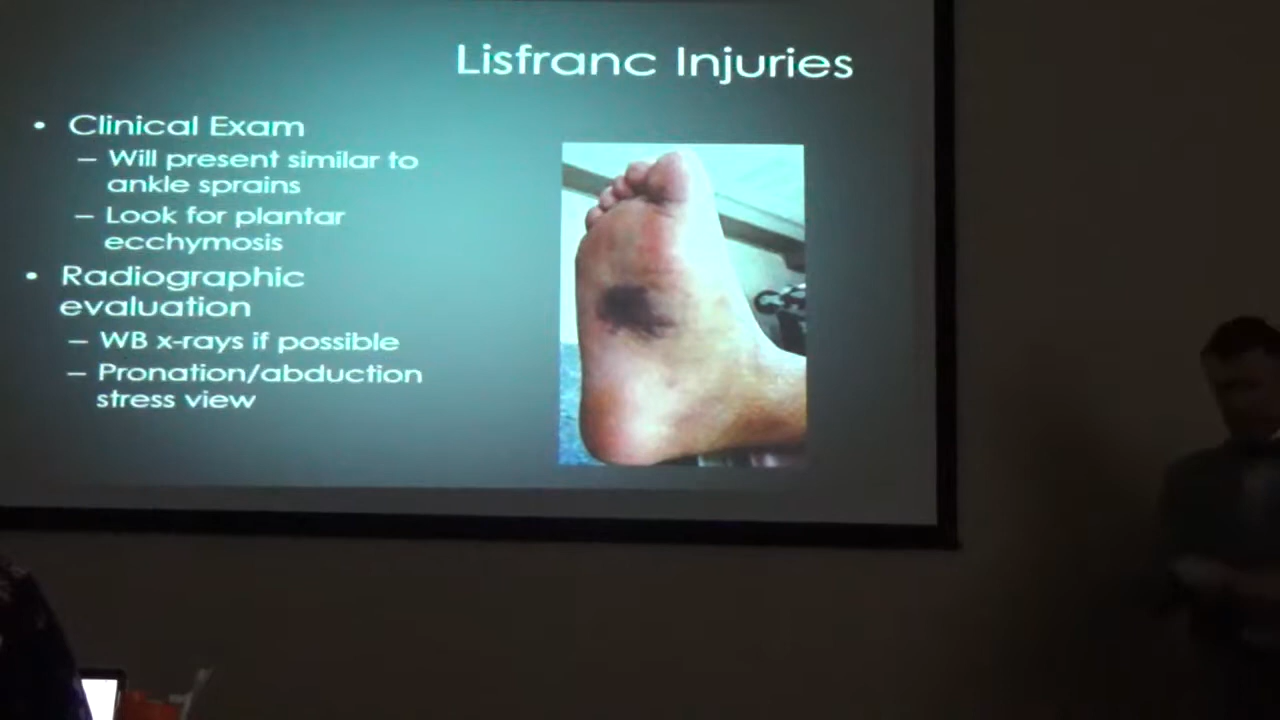 Lisfranc Injuries
• Clinical Exam
– Will present similar to
ankle sprains
– Look for plantar
ecchymosis
• Radiographic
evaluation
– WB x-rays if possible
– Pronation/abduction
stress view